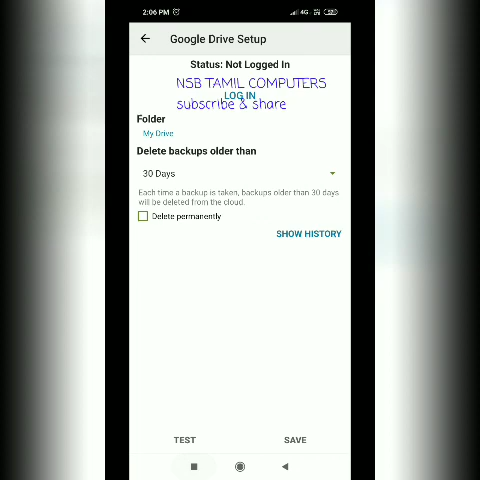 2:06 PM
4G
Google Drive Setup
Status: Not Logged In
NSB TAMIL COMPUTERS
LOG IN
subscribe & share
Folder
My Drive
Delete backups older than
30 Days
Each time a backup is taken, backups older than 30 days
will be deleted from the cloud.
Delete permanently
SHOW HISTORY
TEST SAVE